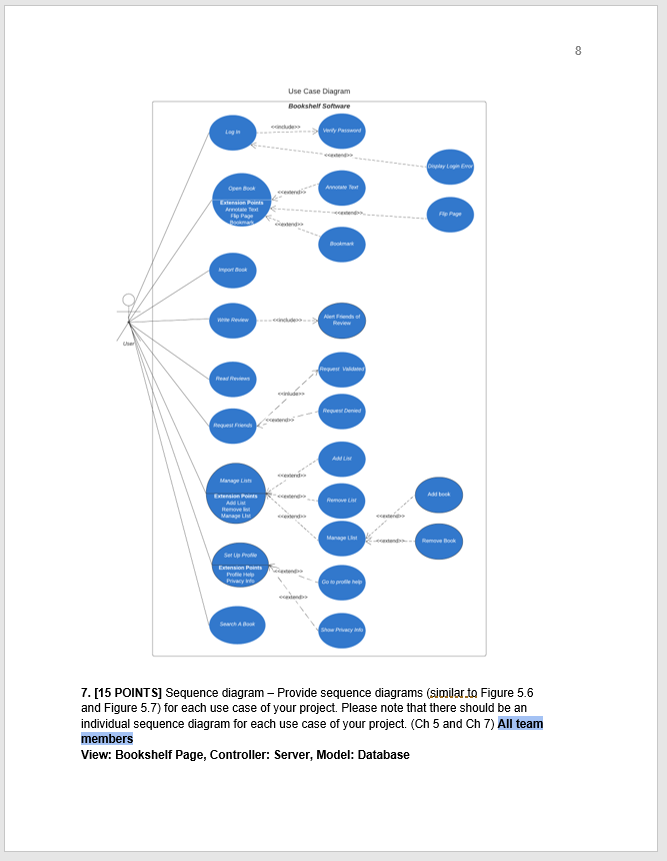 8
Use Case Diagram
Bookshelf Software
Log In
<<include>>
Verify Password
<<extend>>
Display Login Error
Open Book
Extension Points
Annotate Text
Flip Page
Bookmark
<<extend>>
Annotate Text
<<extend>>
Flip Page
<<extend>>
Bookmark
Import Book
User
Write Review
<<include>>
Alert Friends of
Review
Read Reviews
Request Validated
<<include>>
Request Friends
<<extend>>
Request Denied
Manage Lists
Extension Points
Add List
Remove list
Manage List
Add List
<<extend>>
<<extend>>
Remove List
<<extend>>
Manage List
Add book
<<extend>>
<<extend>>
Remove Book
Set Up Profile
Extension Points
Profile Help
Privacy Info
<<extend>>
Go to profile help
<<extend>>
Show Privacy Info
Search A Book
7. [15 POINTS] Sequence diagram – Provide sequence diagrams (similar to Figure 5.6
and Figure 5.7) for each use case of your project. Please note that there should be an
individual sequence diagram for each use case of your project. (Ch 5 and Ch 7) All team
members
View: Bookshelf Page, Controller: Server, Model: Database